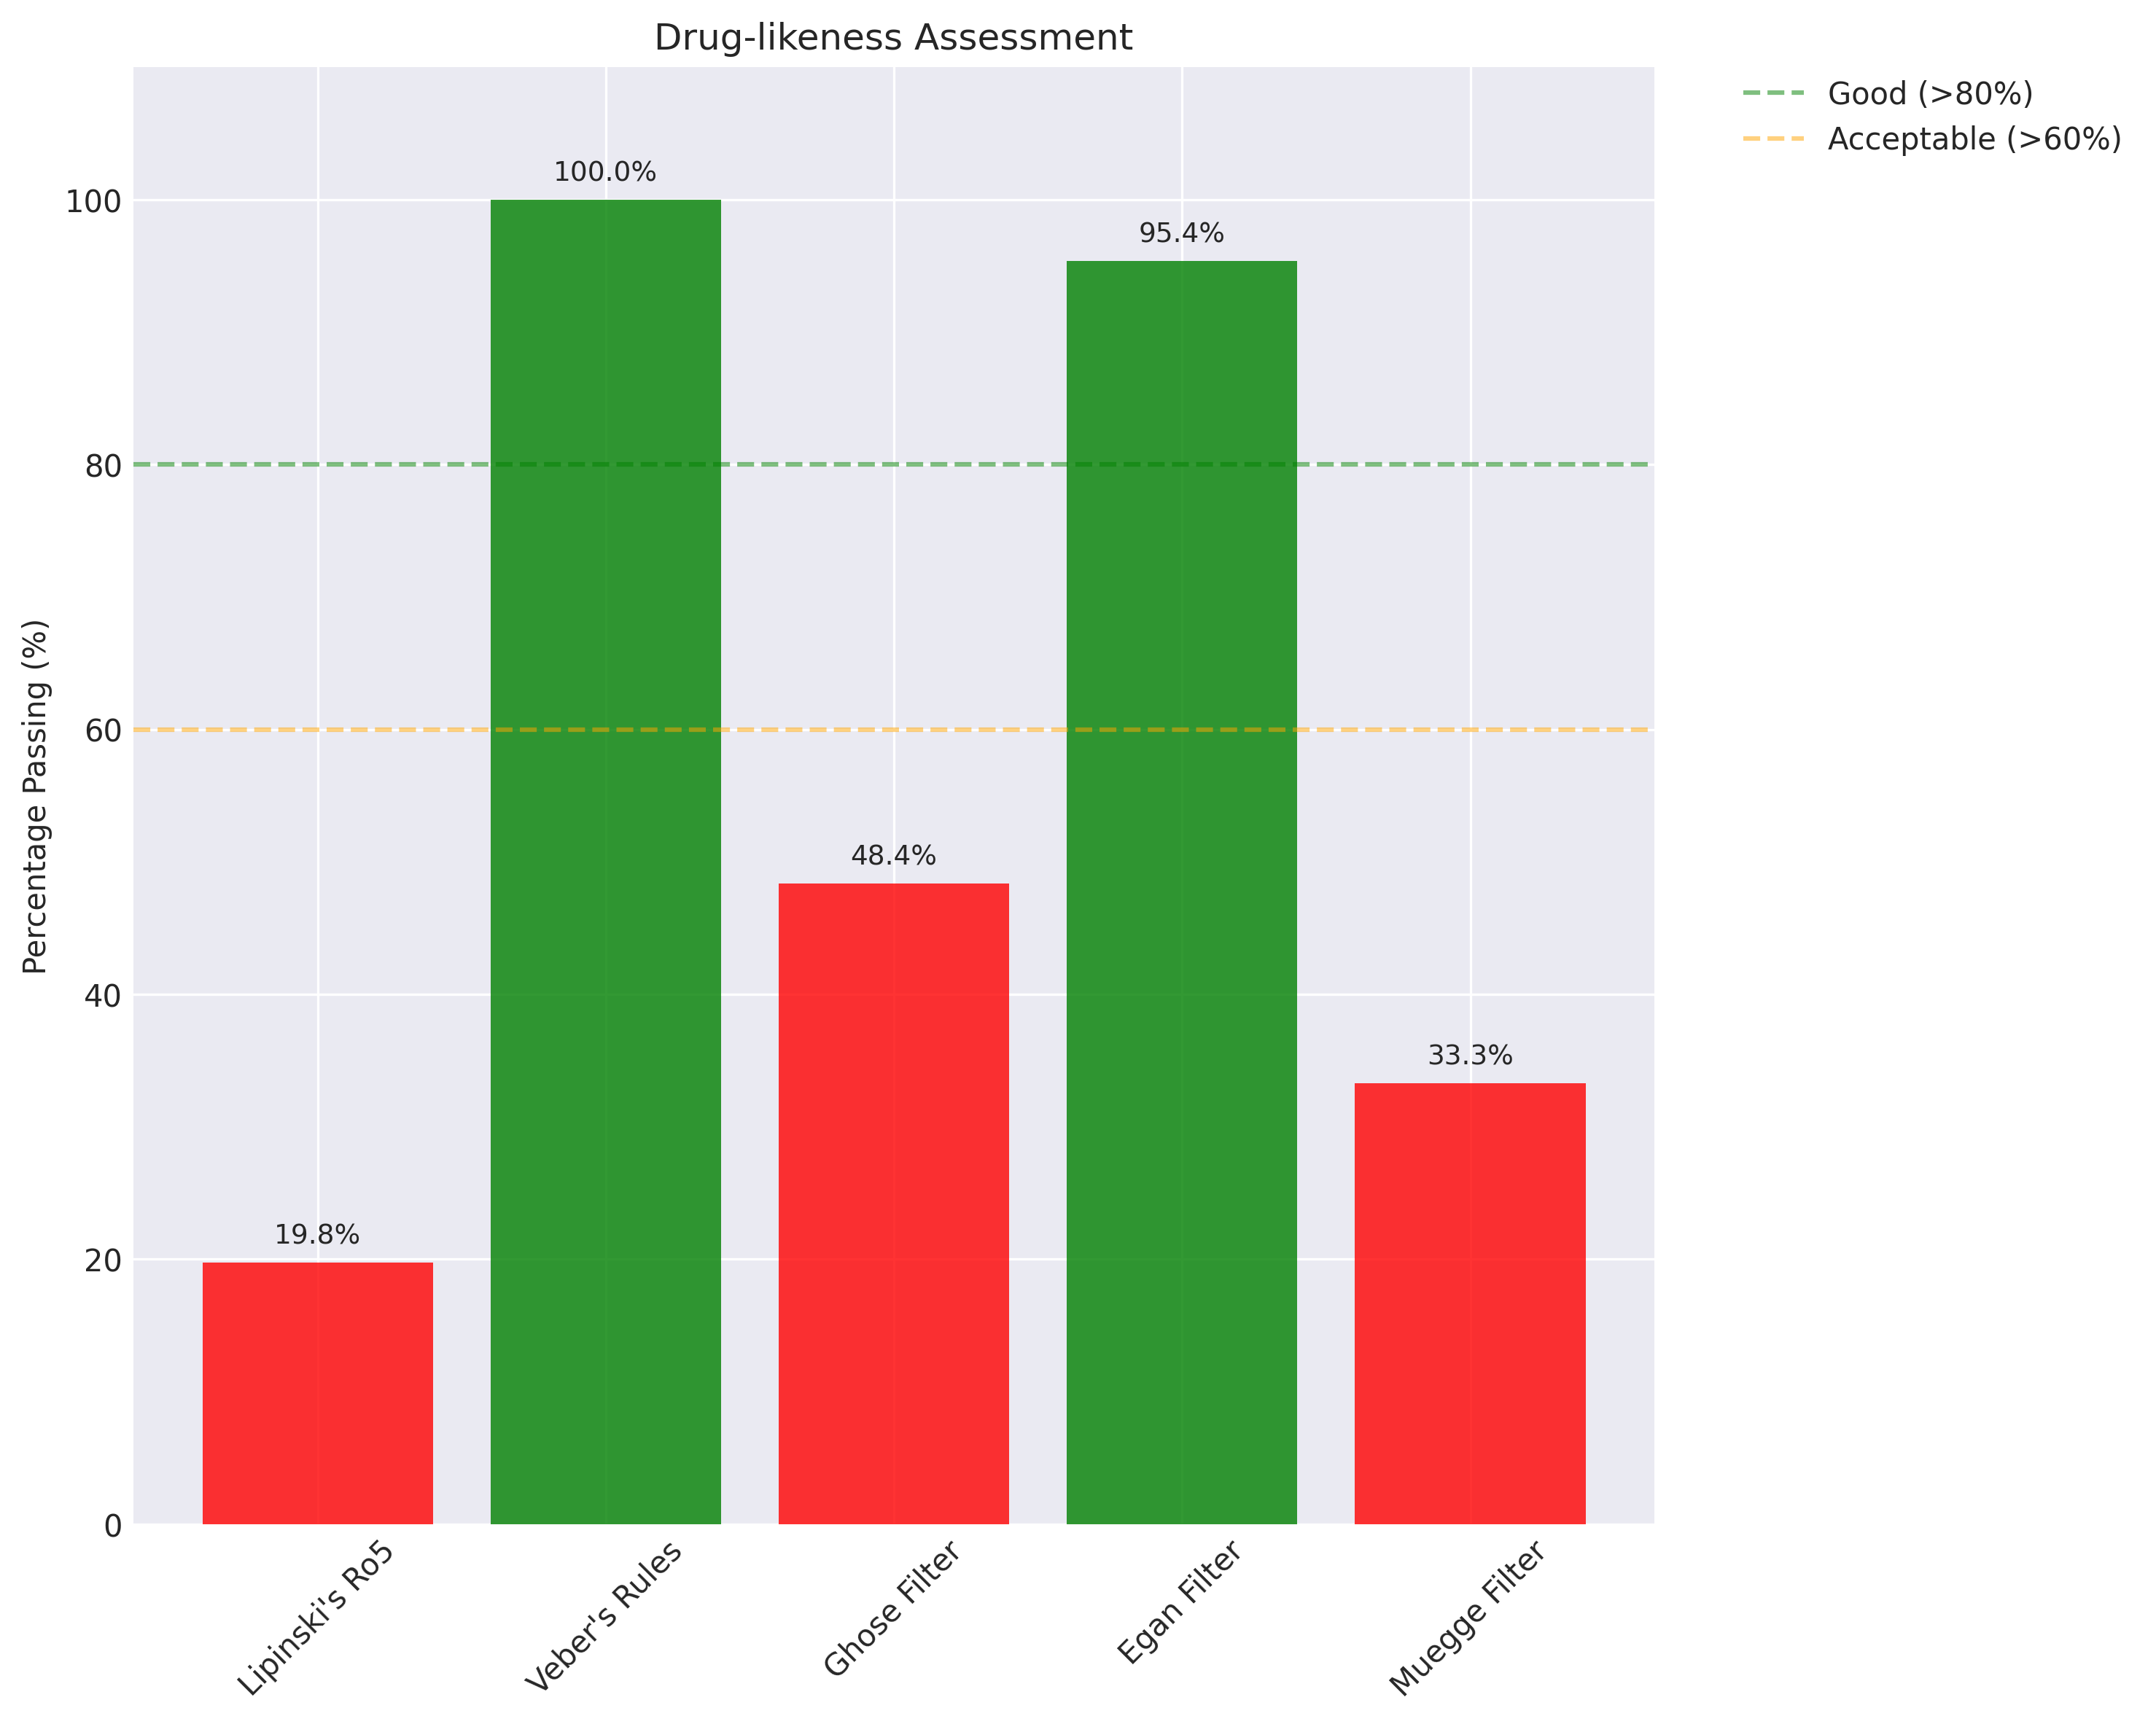 Drug-likeness Assessment
Good (>80%)
Acceptable (>60%)
Percentage Passing (%)
100
80
60
40
20
0
19.8%
100.0%
48.4%
95.4%
33.3%
Lipinski's Ro5
Veber's Rules
Ghose Filter
Egan Filter
Muegge Filter